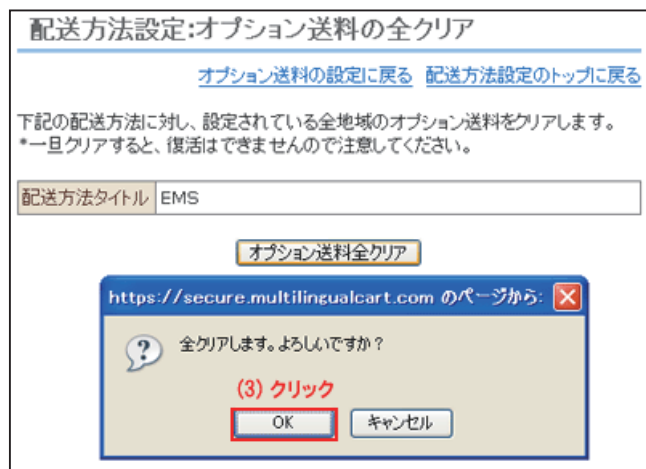 配送方法設定:オプション送料の全クリア
オプション送料の設定に戻る 配送方法設定のトップに戻る
下記の配送方法に対し、設定されている全地域のオプション送料をクリアします。
*一旦クリアすると、復活はできませんので注意してください。
配送方法タイトル EMS
オプション送料全クリア
https://secure.multilingualcart.com のページから:
全クリアします。よろしいですか?
(3) クリック
OK キャンセル